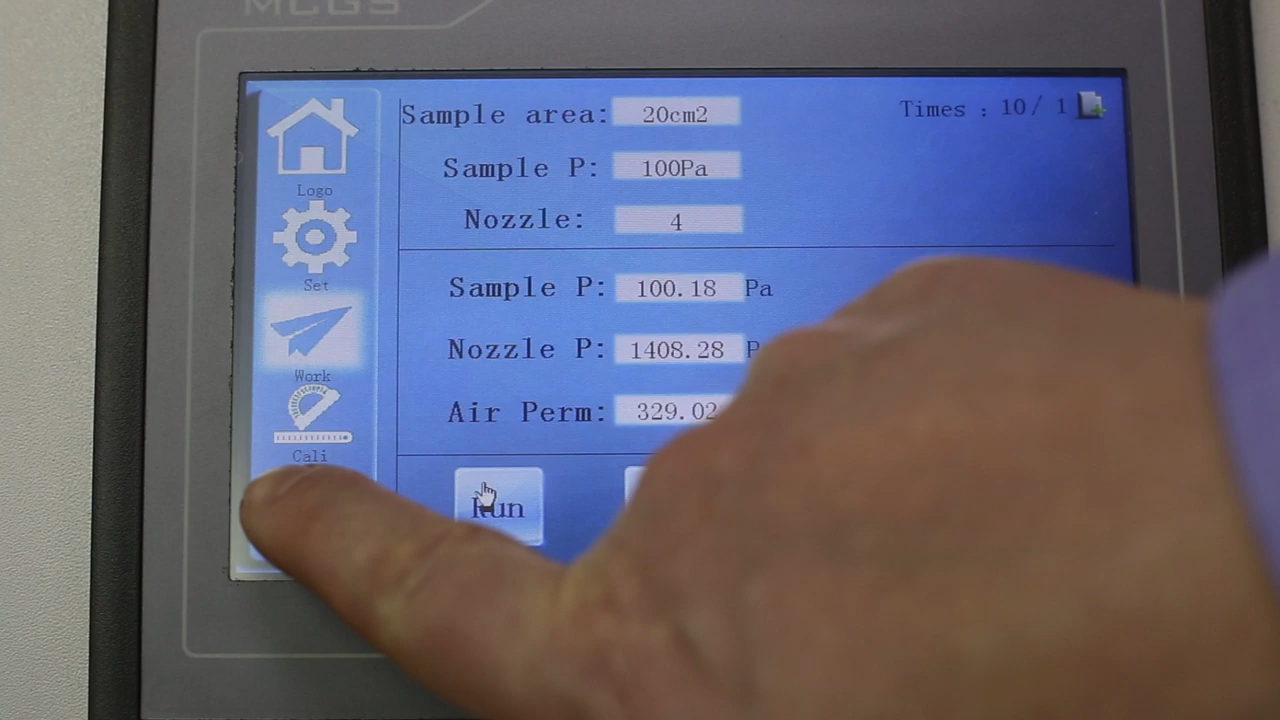 MCGS
Sample area: 20cm2
Times : 10/ 1
Sample P: 100Pa
Nozzle: 4
Sample P: 100.18 Pa
Nozzle P: 1408.28
Air Perm: 329.02
Run
Logo
Set
Work
Cali